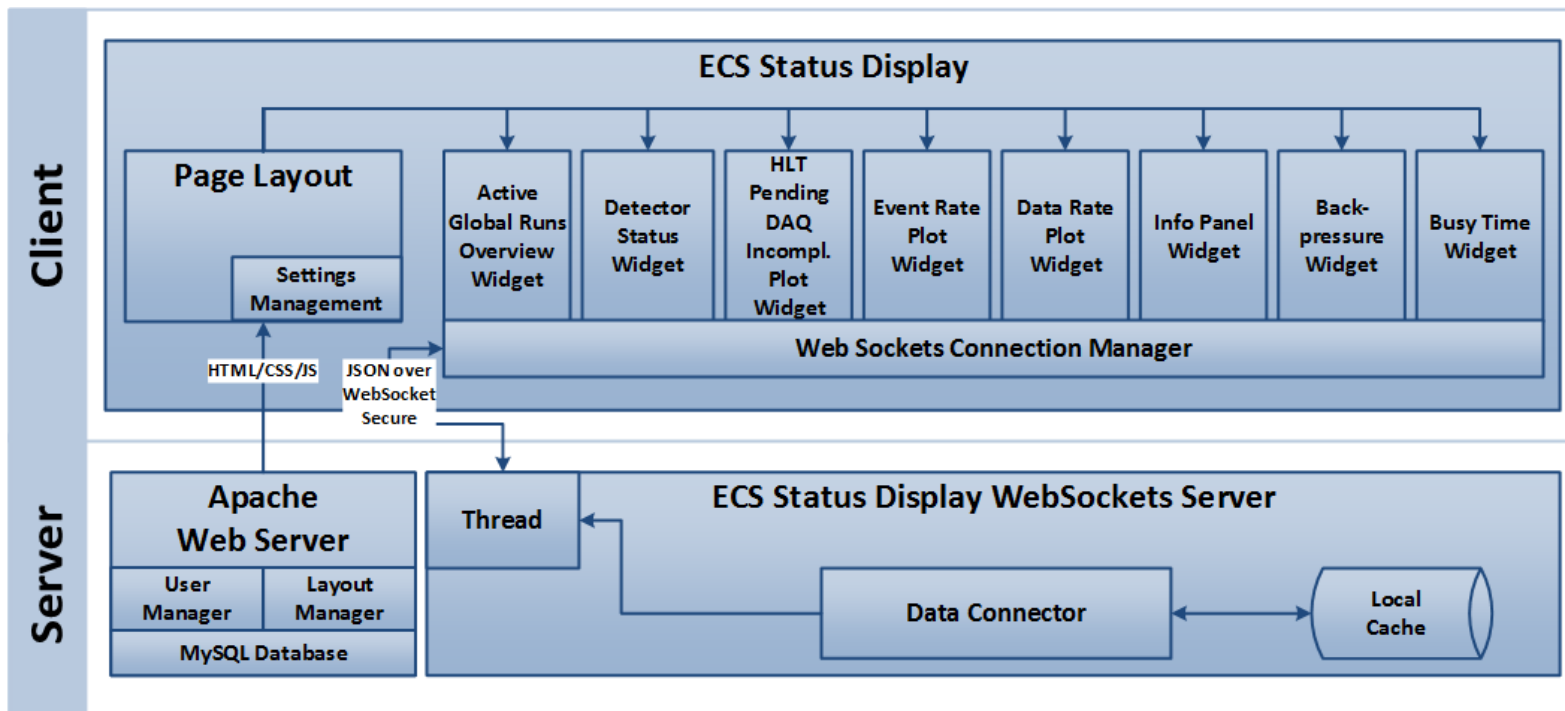 Client
ECS Status Display
Page Layout
Settings
Management
Active
Global Runs
Overview
Widget
Detector
Status
Widget
HLT
Pending
DAQ
Incompl.
Plot
Widget
Event Rate
Plot
Widget
Data Rate
Plot
Widget
Info Panel
Widget
Back-
pressure
Widget
Busy Time
Widget
Web Sockets Connection Manager
HTML/CSS/JS
JSON over
WebSocket
Secure
Server
Apache
Web Server
User
Manager
Layout
Manager
MySQL Database
ECS Status Display WebSockets Server
Thread
Data Connector
Local
Cache